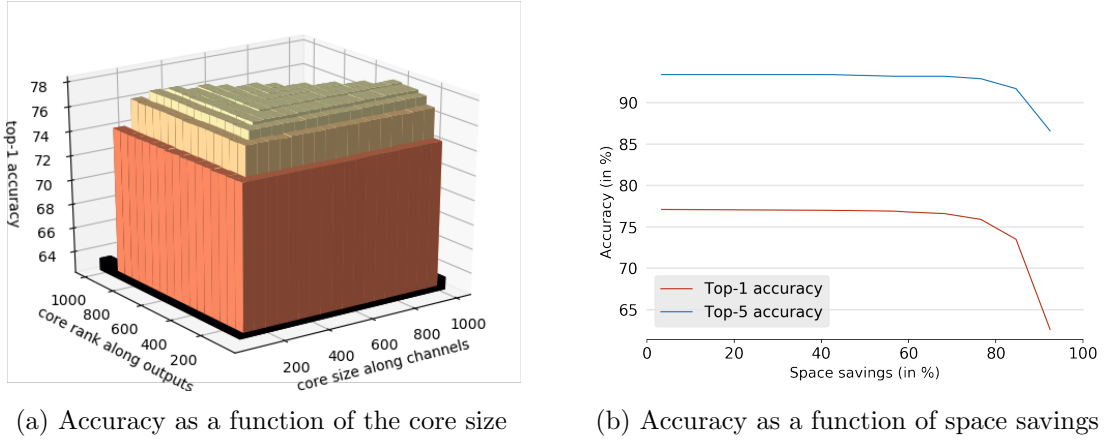 78
76
74
72
70
68
66
64
top-1 accuracy
1000
800
600
400
200
core rank along outputs
200
400
600
800
1000
core size along channels
(a) Accuracy as a function of the core size
90
85
80
75
70
65
Accuracy (in %)
Top-1 accuracy
Top-5 accuracy
0 20 40 60 80 100
Space savings (in %)
(b) Accuracy as a function of space savings